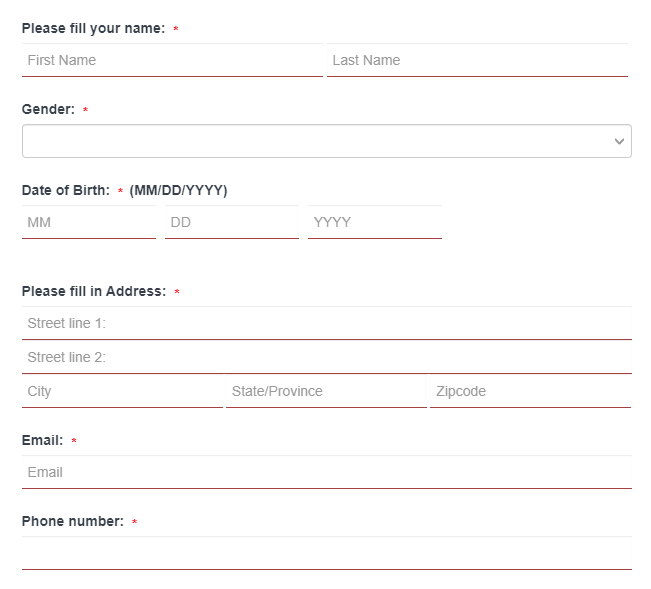 Please fill your name: *
First Name Last Name
Gender: *
Date of Birth: * (MM/DD/YYYY)
MM DD YYYY
Please fill in Address: *
Street line 1:
Street line 2:
City State/Province Zipcode
Email: *
Email
Phone number: *